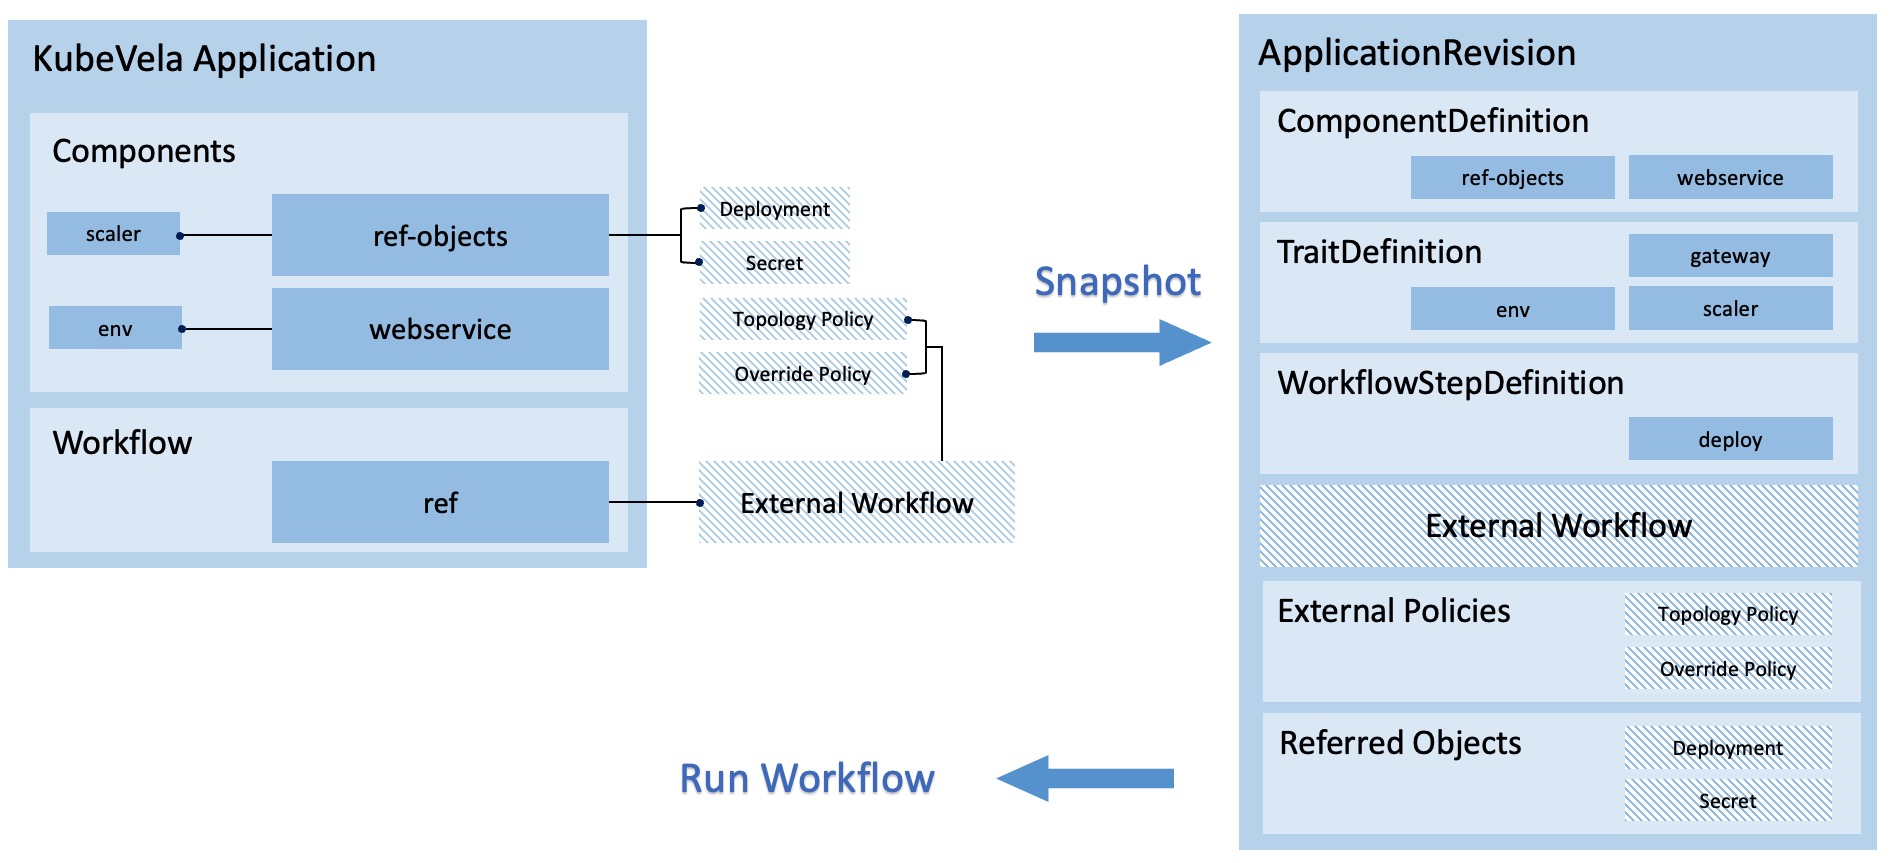 KubeVela Application
Components
scaler
ref-objects
env
webservice
Workflow
ref
Deployment
Secret
Topology Policy
Override Policy
External Workflow
Snapshot
Run Workflow
ApplicationRevision
ComponentDefinition
ref-objects
webservice
TraitDefinition
gateway
env
scaler
WorkflowStepDefinition
deploy
External Workflow
External Policies
Topology Policy
Override Policy
Referred Objects
Deployment
Secret